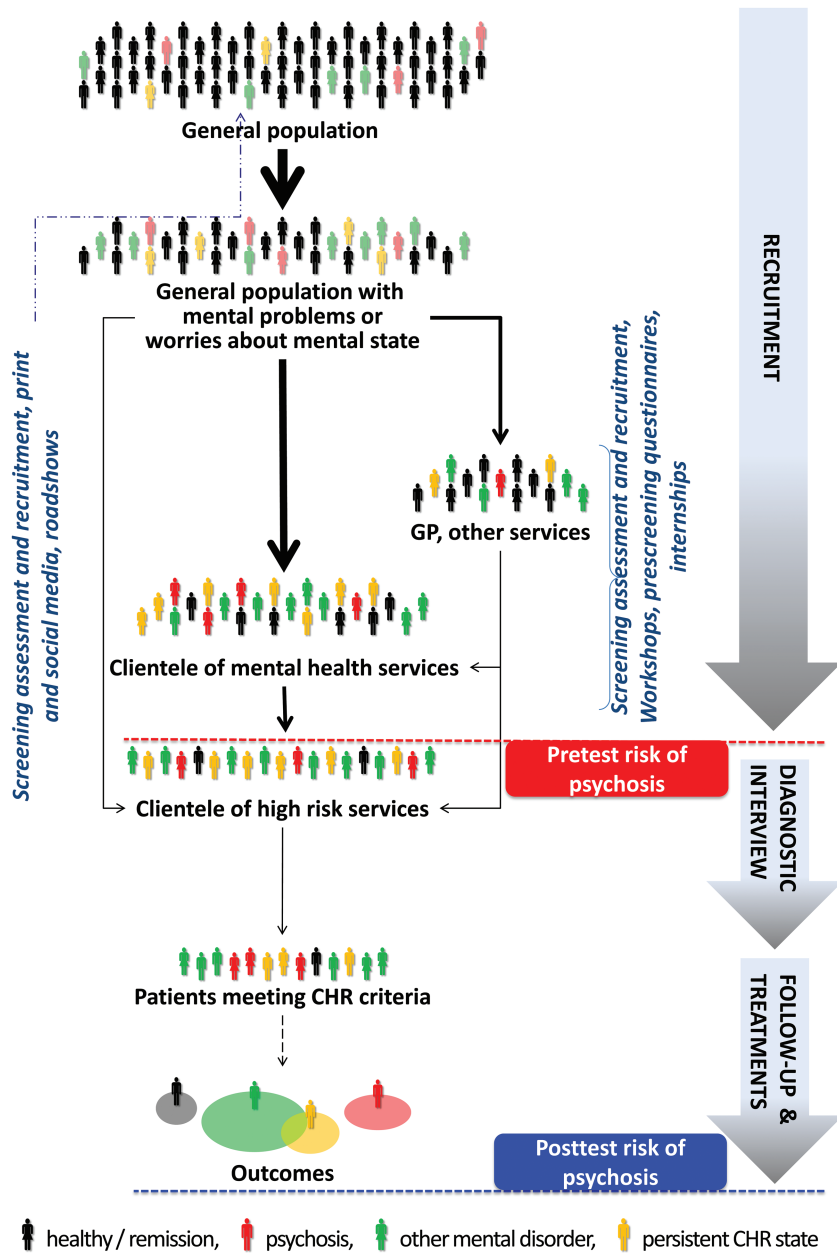 General population
General population with
mental problems or
worries about mental state
RECRUITMENT
Screening assessment and recruitment, print
and social media, roadshows
Screening assessment and recruitment,
Workshops, prescreening questionnaires,
internships
GP, other services
Clientele of mental health services
Pretest risk of
psychosis
Clientele of high risk services
DIAGNOSTIC
INTERVIEW
Patients meeting CHR criteria
FOLLOW-UP &
TREATMENTS
Outcomes
Posttest risk of
psychosis
healthy / remission, psychosis, other mental disorder, persistent CHR state